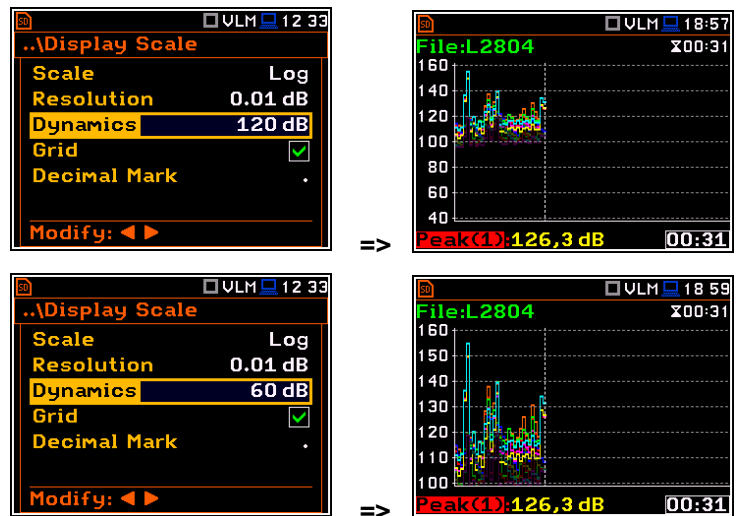 SD VLM 12 33
..\Display Scale
Scale Log
Resolution 0.01 dB
Dynamics 120 dB
Grid
Decimal Mark .
Modify:
=>
SD VLM 18:57
File:L2804 00:31
160
140
120
100
80
60
40
Peak(1):126,3 dB 00:31
SD VLM 12 33
..\Display Scale
Scale Log
Resolution 0.01 dB
Dynamics 60 dB
Grid
Decimal Mark .
Modify:
=>
SD VLM 18 59
File:L2804 00:31
160
150
140
130
120
110
100
Peak(1):126,3 dB 00:31